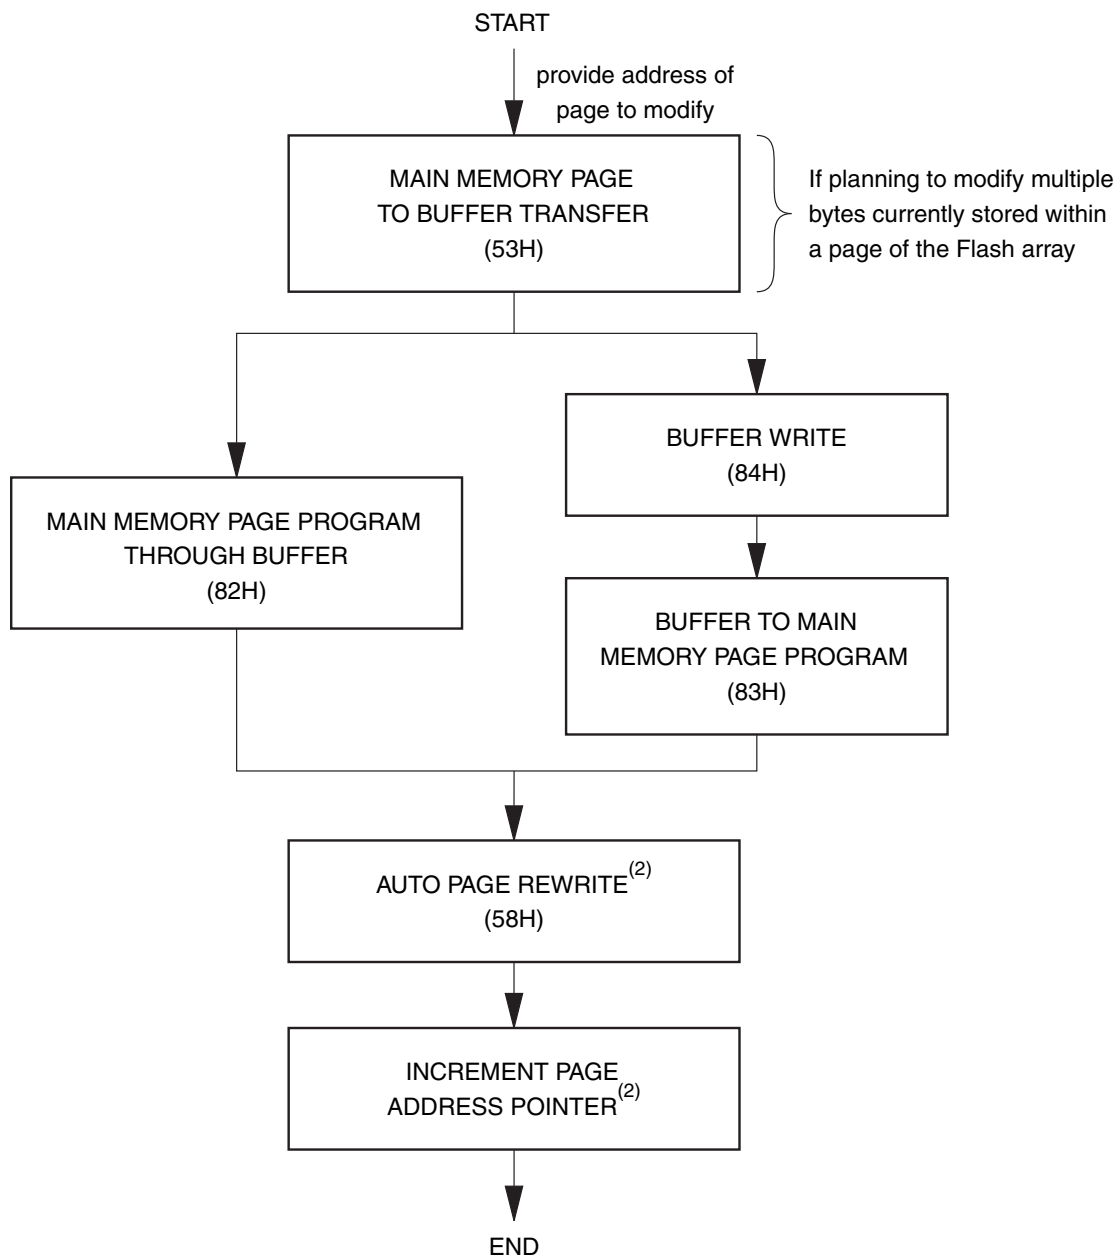 START
provide address of
page to modify
MAIN MEMORY PAGE
TO BUFFER TRANSFER
(53H)
If planning to modify multiple
bytes currently stored within
a page of the Flash array
BUFFER WRITE
(84H)
MAIN MEMORY PAGE PROGRAM
THROUGH BUFFER
(82H)
BUFFER TO MAIN
MEMORY PAGE PROGRAM
(83H)
AUTO PAGE REWRITE(2)
(58H)
INCREMENT PAGE
ADDRESS POINTER(2)
END